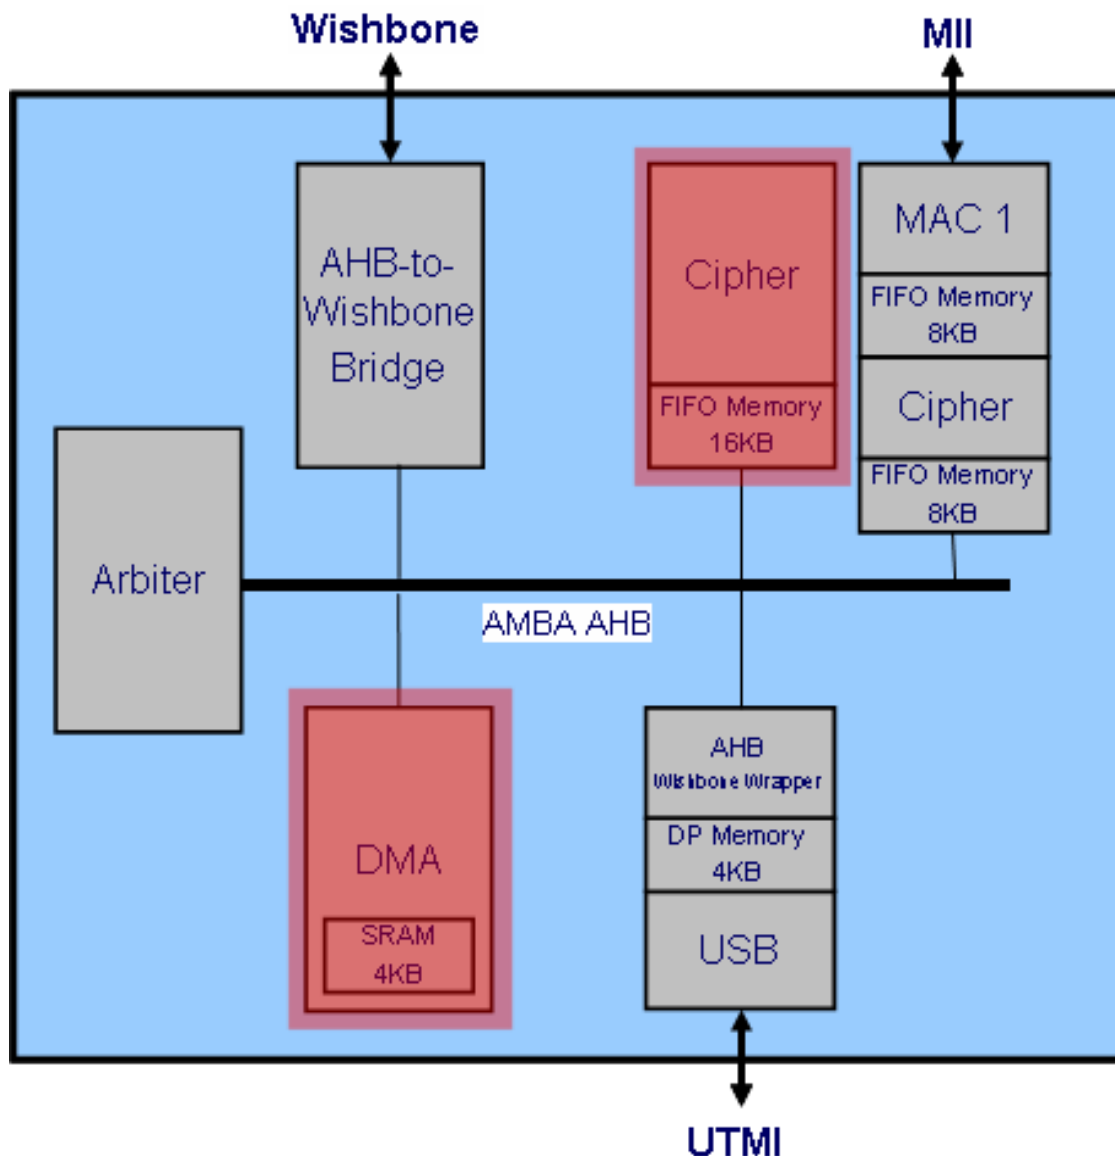 Wishbone
MII
AHB-to-
Wishbone
Bridge
Cipher
FIFO Memory
16KB
MAC 1
FIFO Memory
8KB
Cipher
FIFO Memory
8KB
Arbiter
AMBA AHB
DMA
SRAM
4KB
AHB
Wishbone Wrapper
DP Memory
4KB
USB
UTMI